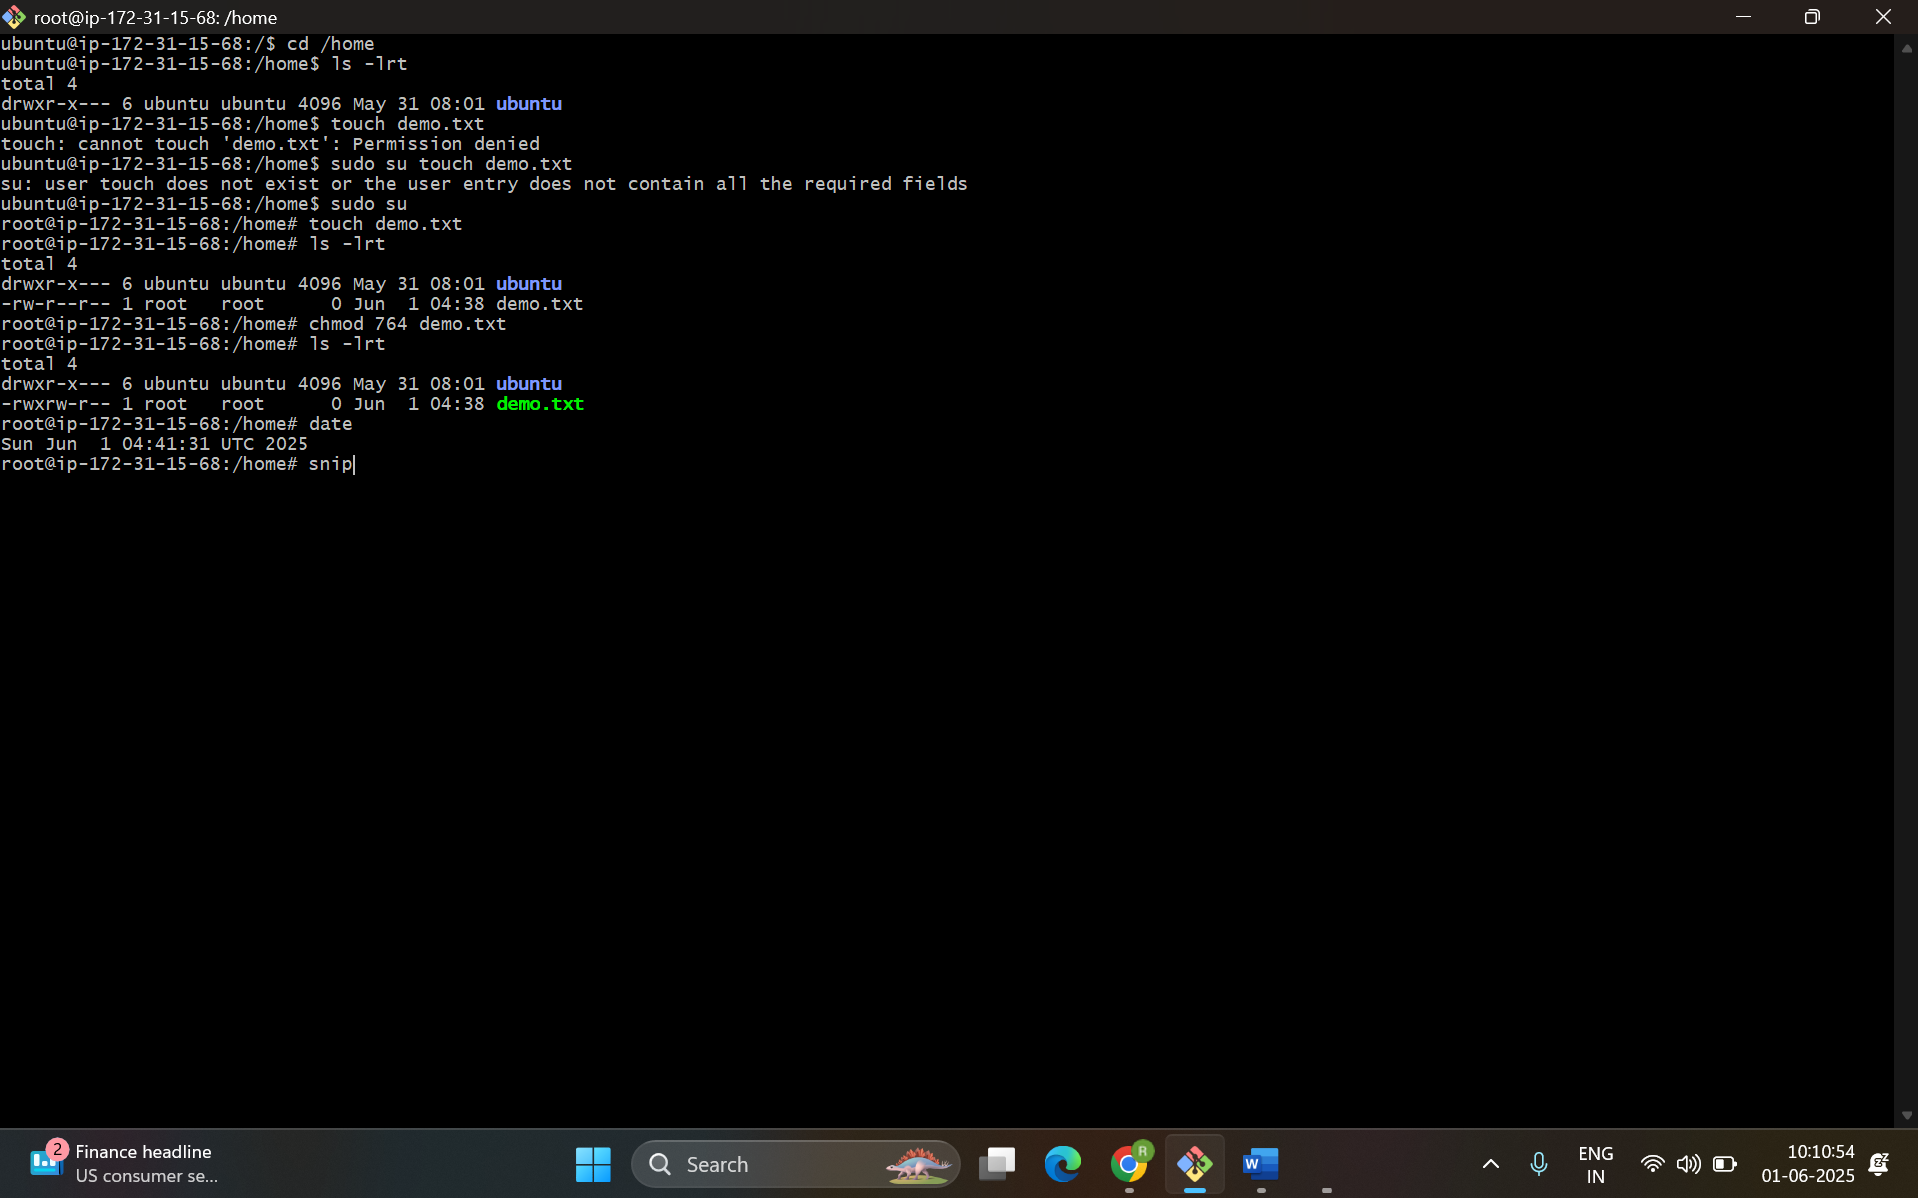 root@ip-172-31-15-68: /home
ubuntu@ip-172-31-15-68:/$ cd /home
ubuntu@ip-172-31-15-68:/home$ ls -lrt
total 4
drwxr-x--- 6 ubuntu ubuntu 4096 May 31 08:01 ubuntu
ubuntu@ip-172-31-15-68:/home$ touch demo.txt
touch: cannot touch 'demo.txt': Permission denied
ubuntu@ip-172-31-15-68:/home$ sudo su touch demo.txt
su: user touch does not exist or the user entry does not contain all the required fields
ubuntu@ip-172-31-15-68:/home$ sudo su
root@ip-172-31-15-68:/home# touch demo.txt
root@ip-172-31-15-68:/home# ls -lrt
total 4
drwxr-x--- 6 ubuntu ubuntu 4096 May 31 08:01 ubuntu
-rw-r--r-- 1 root   root      0 Jun  1 04:38 demo.txt
root@ip-172-31-15-68:/home# chmod 764 demo.txt
root@ip-172-31-15-68:/home# ls -lrt
total 4
drwxr-x--- 6 ubuntu ubuntu 4096 May 31 08:01 ubuntu
-rwxrw-r-- 1 root   root      0 Jun  1 04:38 demo.txt
root@ip-172-31-15-68:/home# date
Sun Jun  1 04:41:31 UTC 2025
root@ip-172-31-15-68:/home# snip
2
Finance headline
US consumer se...
Search
R
W
ENG
IN
10:10:54
01-06-2025